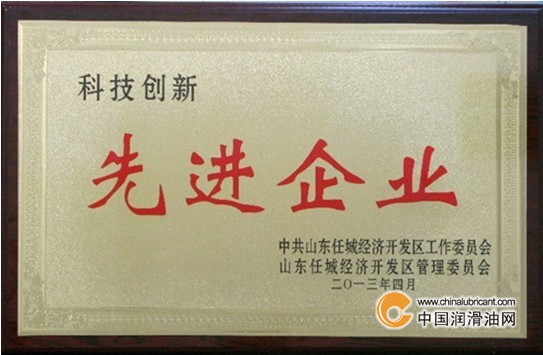 科技创新
先进企业
中共山东任城经济开发区工作委员会
山东任城经济开发区管理委员会
二〇一三年四月
www.chinalubricant.com
中国润滑油网